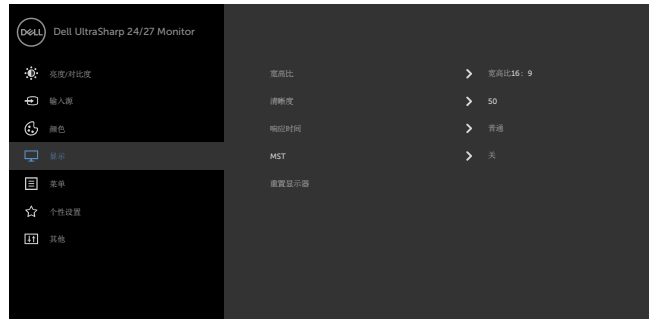 DELL
Dell UltraSharp 24/27 Monitor
亮度/对比度
输入源
颜色
显示
菜单
个性设置
其他
宽高比 宽高比16：9
清晰度 50
响应时间 普通
MST 关
重置显示器